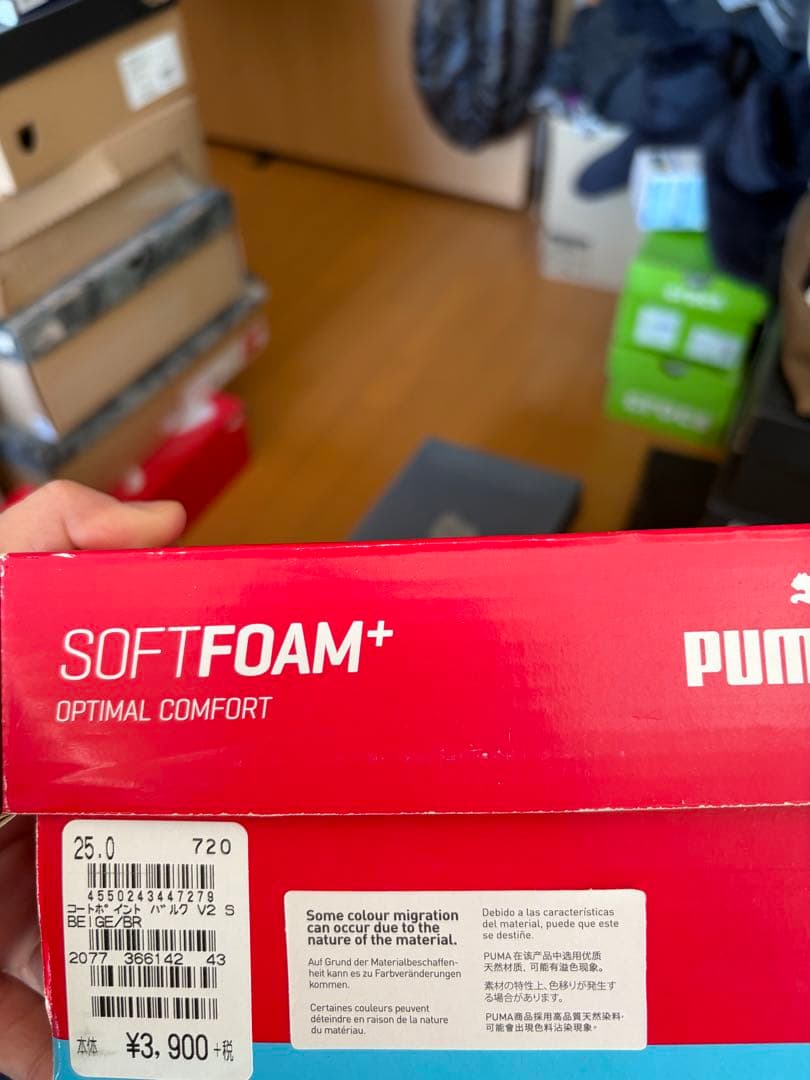 SOFTFOAM+
OPTIMAL COMFORT
PUM
25.0 720
4550243447279
コートポイント バルク V2 S
BEIGE/BR
2077 366142 43
本体 ¥3,900+税
Some colour migration
can occur due to the
nature of the material.
Auf Grund der Materialbeschaffen-
heit kann es zu Farbveränderungen
kommen.
Certaines couleurs peuvent
déteindre en raison de la nature
du matériau.
Debido a las características
del material, puede que este
se destiñe.
PUMA 在该产品中选用优质
天然材质，可能有溢色现象。
素材の特性上、色移りが発生す
る場合があります。
PUMA商品採用高品質天然染料，
可能會出現色料沾染現象。